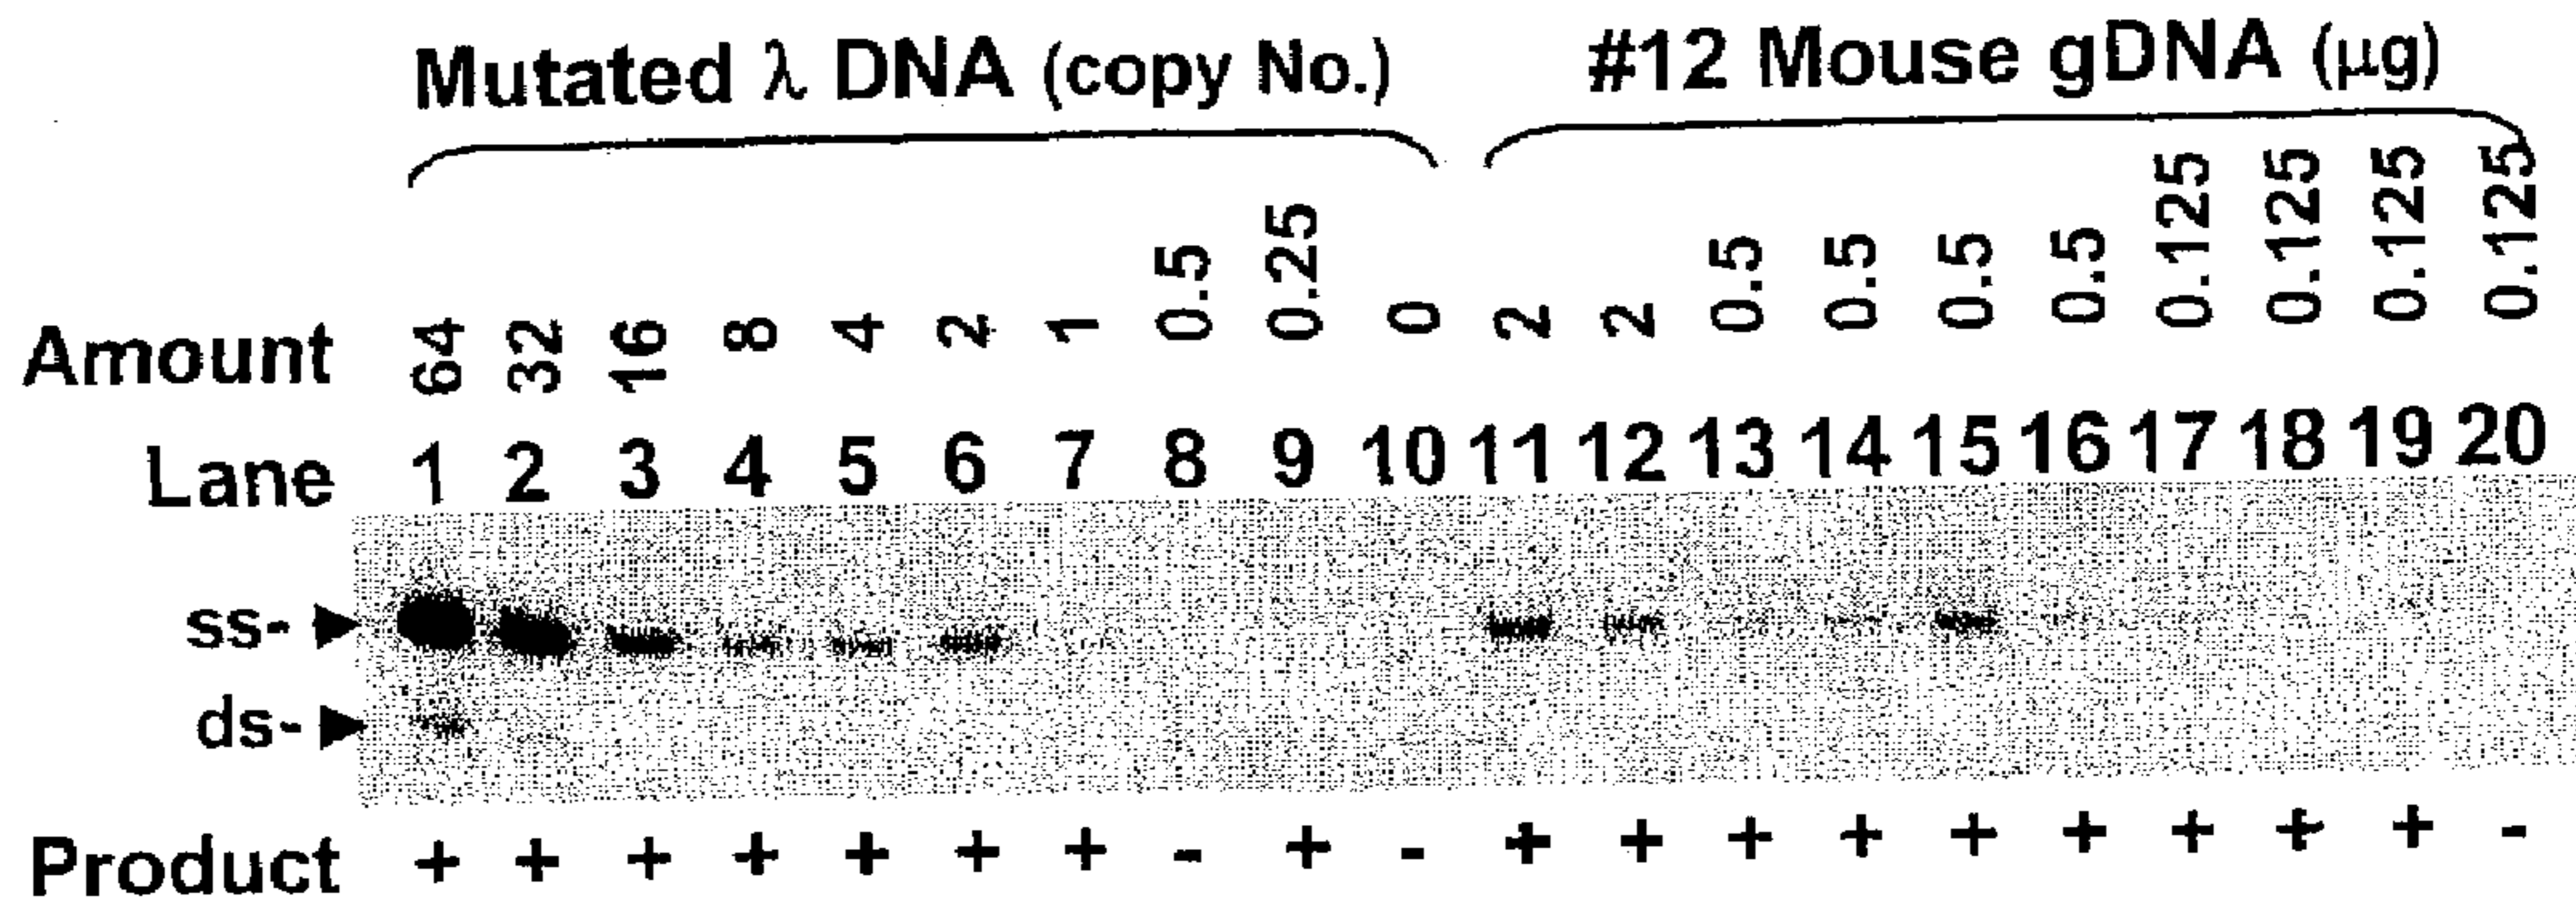 Mutated λ DNA (copy No.) #12 Mouse gDNA (μg)
Amount 64 32 16 8 4 2 1 0.5 0.25 0 2 2 0.5 0.5 0.5 0.5 0.125 0.125 0.125 0.125
Lane 1 2 3 4 5 6 7 8 9 10 11 12 13 14 15 16 17 18 19 20
ss-
ds-
Product + + + + + + + - + - + + + + + + + + + -